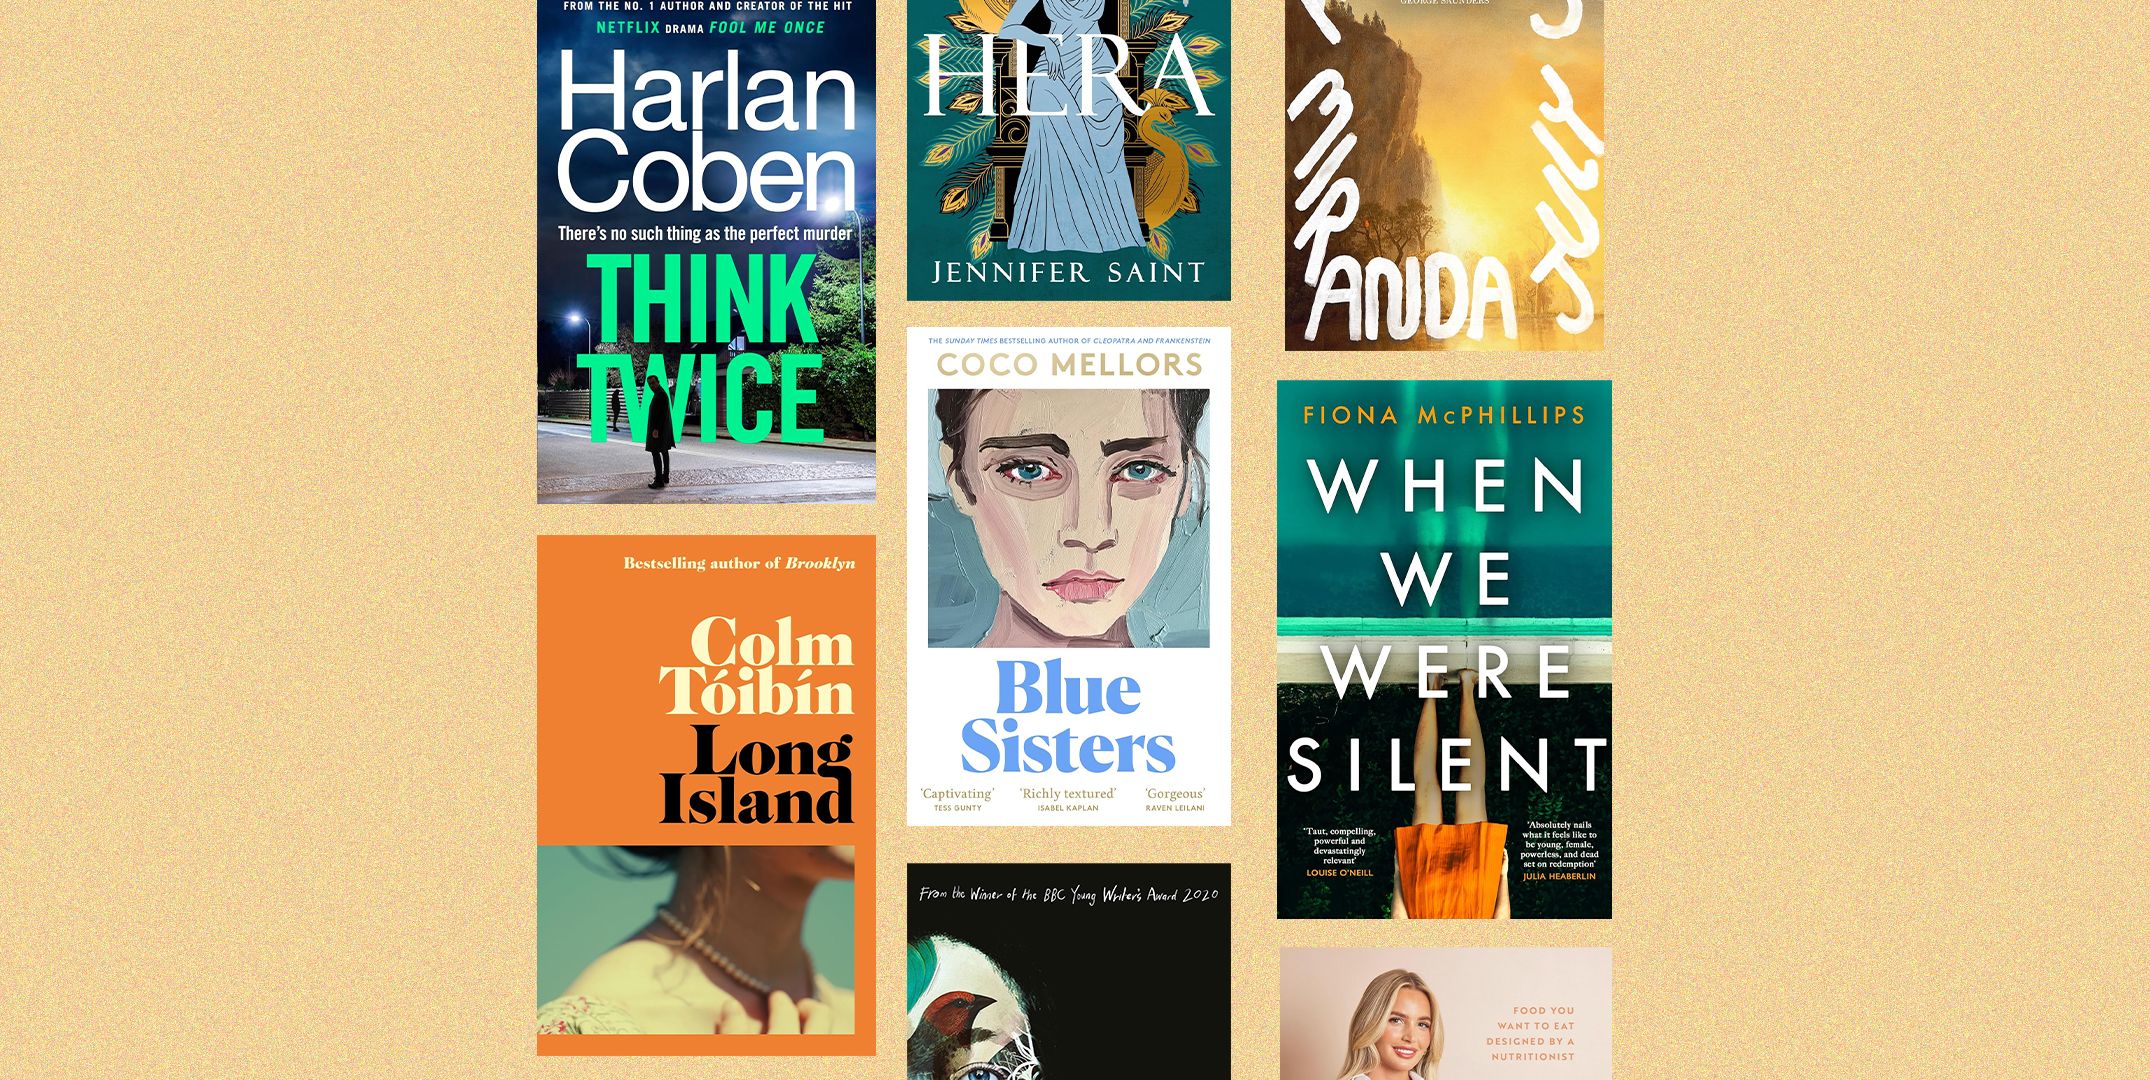 FROM THE NO. 1 AUTHOR AND CREATOR OF THE HIT
NETFLIX DRAMA FOOL ME ONCE
Harlan
Coben
There's no such thing as the perfect murder
THINK
TWICE
Bestselling author of Brooklyn
Colm
Tóibín
Long
Island
HERA
JENNIFER SAINT
THE SUNDAY TIMES BESTSELLING AUTHOR OF CLEOPATRA AND FRANKENSTEIN
COCO MELLORS
Blue
Sisters
'Captivating'
TESS GUNTY
'Richly textured'
ISABEL KAPLAN
'Gorgeous'
RAVEN LEILANI
From the Winner of the BBC Young Writer's Award 2020
GEORGE SAUNDERS
MIRANDA JULY
FIONA McPHILLIPS
WHEN
WE
WERE
SILENT
'Taut, compelling,
powerful and
devastatingly
relevant'
LOUISE O'NEILL
'Absolutely nails
what it feels like to
be young, female,
powerless, and dead
set on redemption'
JULIA HEABERLIN
FOOD YOU
WANT TO EAT
DESIGNED BY A
NUTRITIONIST